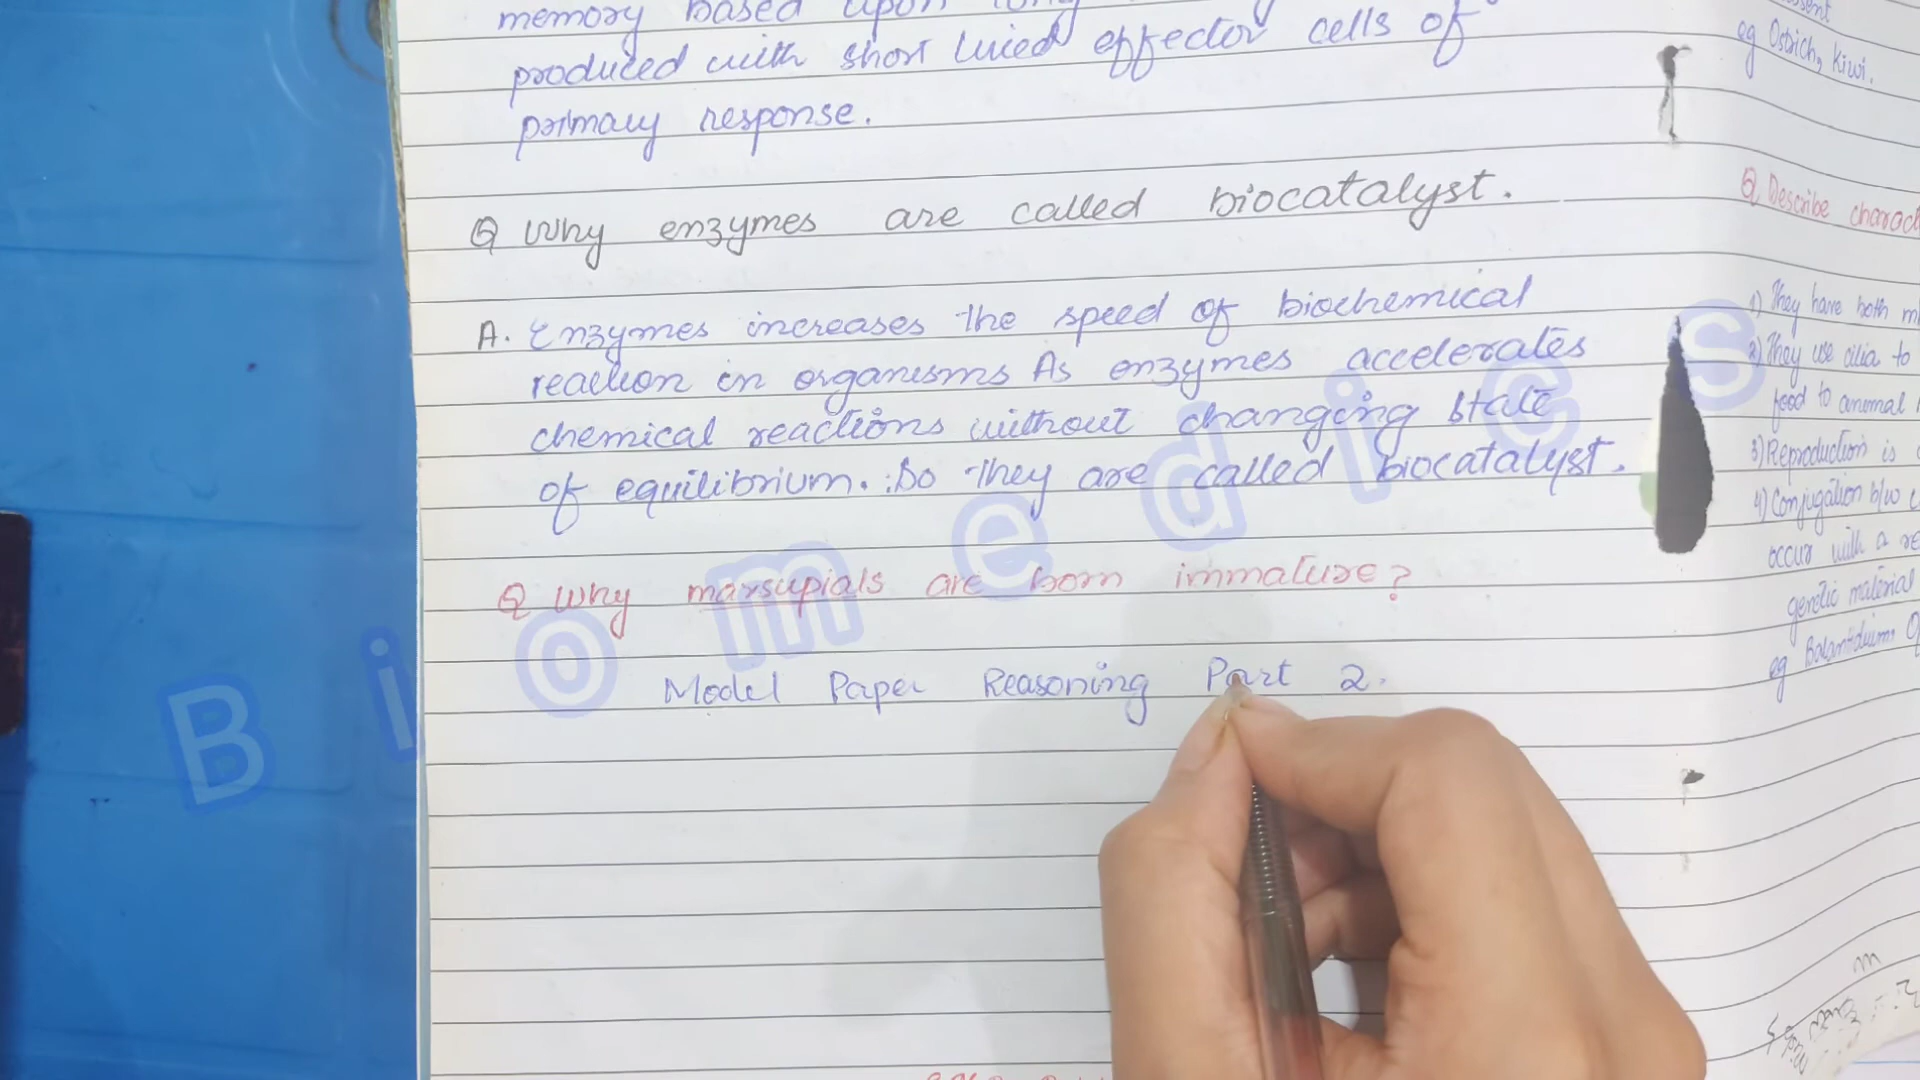 memory based upon
produced with short lived effector cells of
primary response.
Q Why enzymes are called biocatalyst.
A. Enzymes increases the speed of biochemical
reaction in organisms As enzymes accelerates
chemical reactions without changing state
of equilibrium. So they are called biocatalyst.
Q Why marsupials are born immature?
Model Paper Reasoning Part 2.
eg Ostrich, Kiwi.
Q Describe
1) They have both
2) They use cilia to
food to animal
3) Reproduction is
4) Conjugation b/w
occur with a
genetic material
eg Balantidium
Biomedics